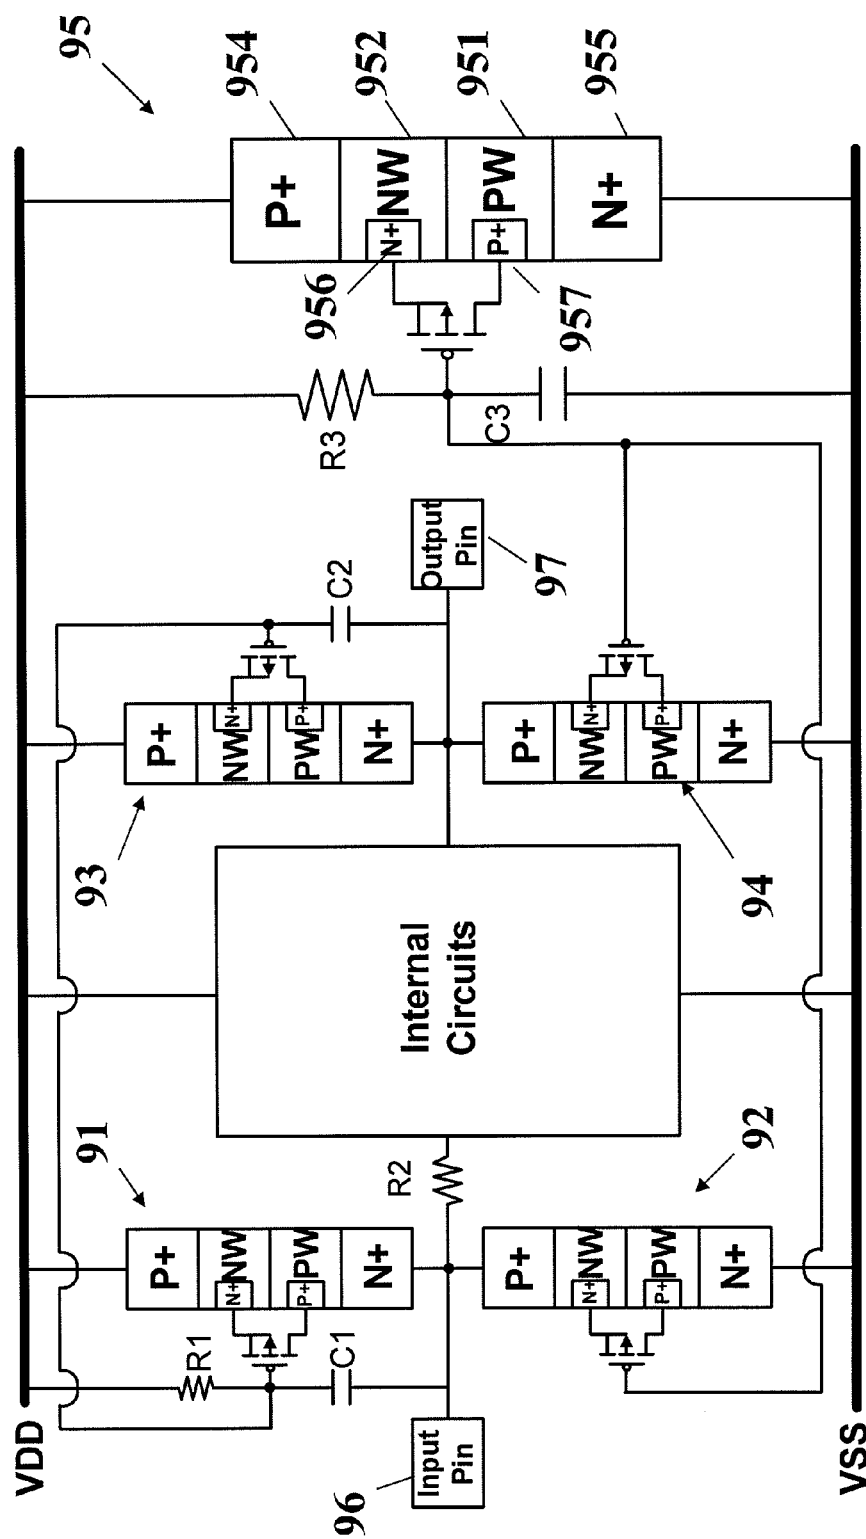 VDD
VSS
96
Input
Pin
R1
C1
91
P+
NW
N+
PW
P+
N+
92
P+
NW
N+
PW
P+
N+
R2
Internal
Circuits
93
P+
NW
N+
PW
P+
N+
94
P+
NW
N+
PW
P+
N+
C2
Output
Pin
97
R3
C3
95
954
952
951
955
956
957
P+
NW
N+
PW
P+
N+